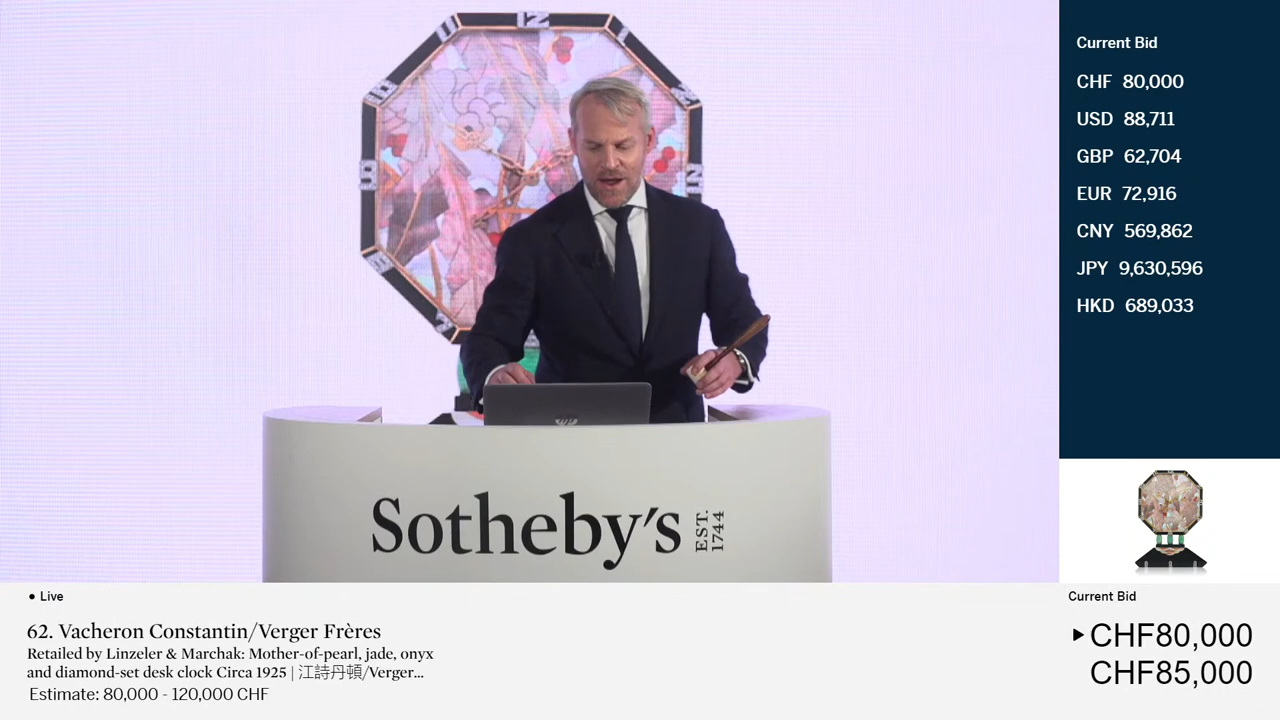 Current Bid
CHF 80,000
USD 88,711
GBP 62,704
EUR 72,916
CNY 569,862
JPY 9,630,596
HKD 689,033
Sotheby's
EST.
1744
• Live
62. Vacheron Constantin/Verger Frères
Retailed by Linzeler & Marchak: Mother-of-pearl, jade, onyx
and diamond-set desk clock Circa 1925 | 江詩丹頓/Verger...
Estimate: 80,000 - 120,000 CHF
Current Bid
CHF80,000
CHF85,000